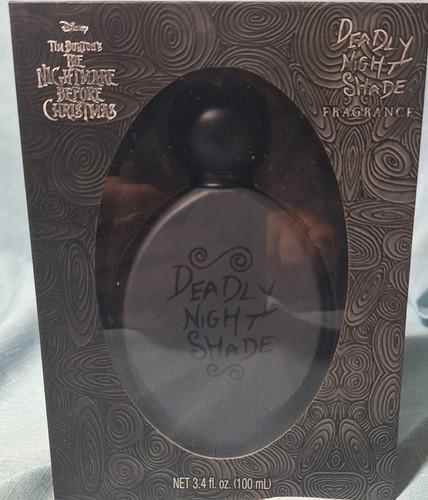 Disney
TIM BURTON'S
THE
NIGHTMARE
BEFORE
CHRISTMAS
DEADLY
NIGHT
SHADE
FRAGRANCE
DEADLY
NIGHT
SHADE
NET 3.4 fl. oz. (100 mL)